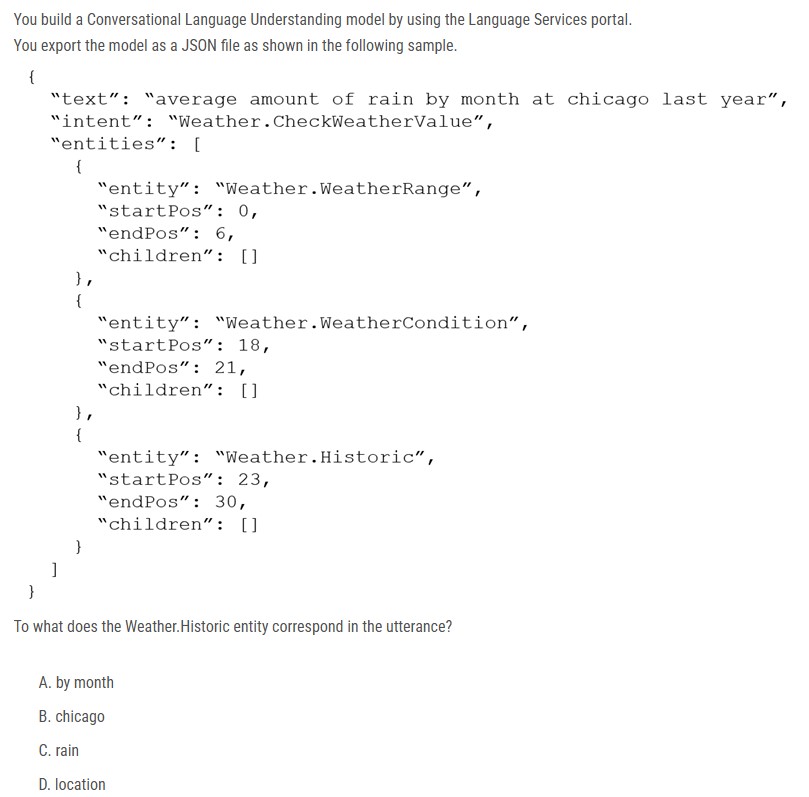 You build a Conversational Language Understanding model by using the Language Services portal.
You export the model as a JSON file as shown in the following sample.
{
“text”: “average amount of rain by month at chicago last year”,
“intent”: “Weather.CheckWeatherValue”,
“entities”: [
{
“entity”: “Weather.WeatherRange”,
“startPos”: 0,
“endPos”: 6,
“children”: []
},
{
“entity”: “Weather.WeatherCondition”,
“startPos”: 18,
“endPos”: 21,
“children”: []
},
{
“entity”: “Weather.Historic”,
“startPos”: 23,
“endPos”: 30,
“children”: []
}
]
}
To what does the Weather.Historic entity correspond in the utterance?
A. by month
B. chicago
C. rain
D. location